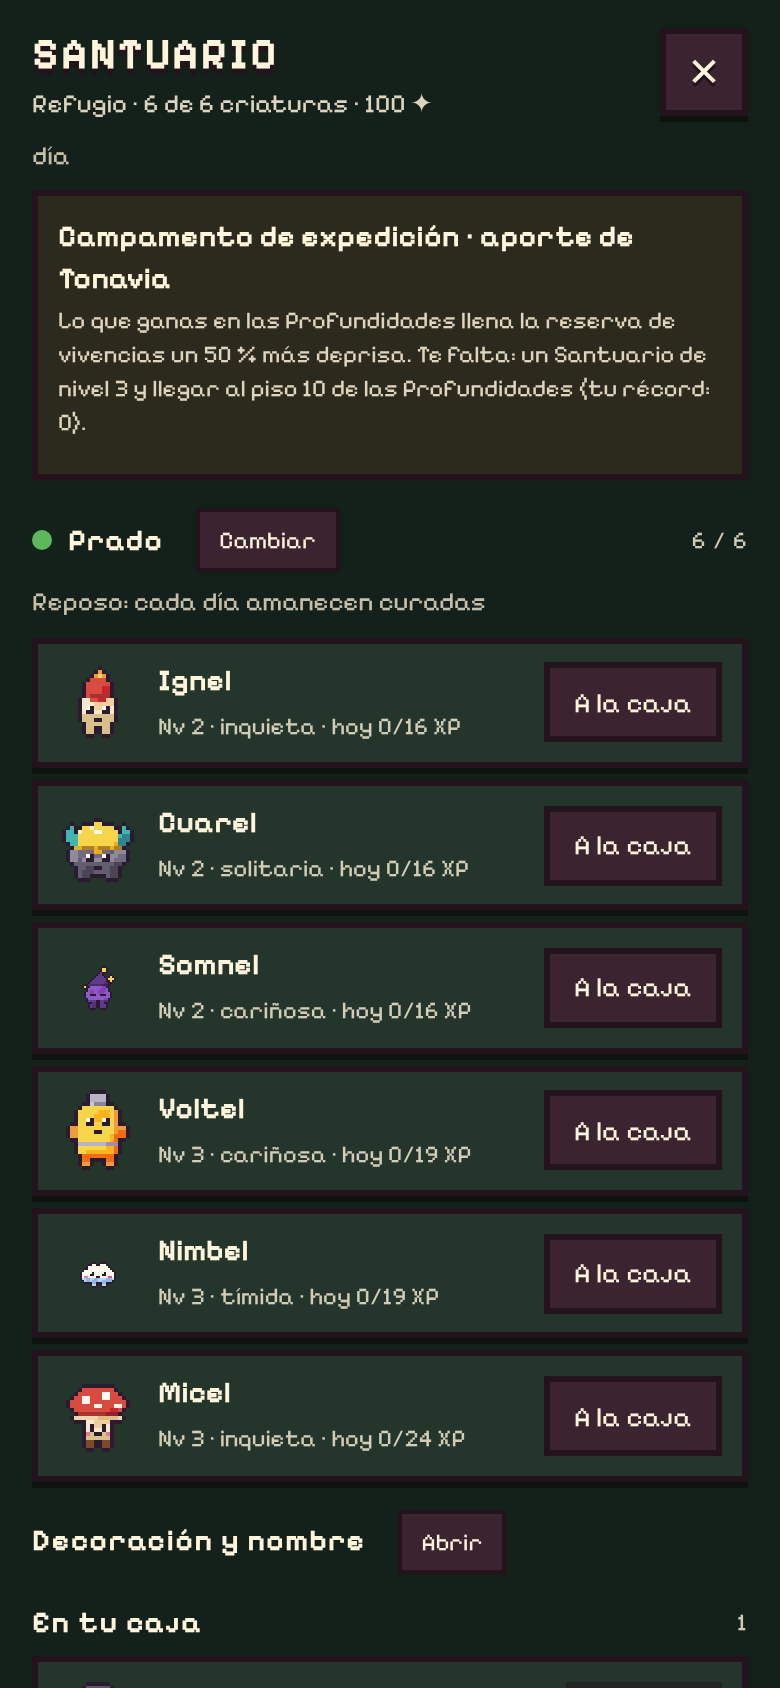 SANTUARIO
Refugio · 6 de 6 criaturas · 100 ✦
día
Campamento de expedición · aporte de
Tonavia
Lo que ganas en las Profundidades llena la reserva de
vivencias un 50 % más deprisa. Te falta: un Santuario de
nivel 3 y llegar al piso 10 de las Profundidades (tu récord:
0).
Prado
Cambiar
6 / 6
Reposo: cada día amanecen curadas
Ignel
Nv 2 · inquieta · hoy 0/16 XP
A la caja
Cuarel
Nv 2 · solitaria · hoy 0/16 XP
A la caja
Somnel
Nv 2 · cariñosa · hoy 0/16 XP
A la caja
Voltel
Nv 3 · cariñosa · hoy 0/19 XP
A la caja
Nimbel
Nv 3 · tímida · hoy 0/19 XP
A la caja
Micel
Nv 3 · inquieta · hoy 0/24 XP
A la caja
Decoración y nombre
Abrir
En tu caja
1